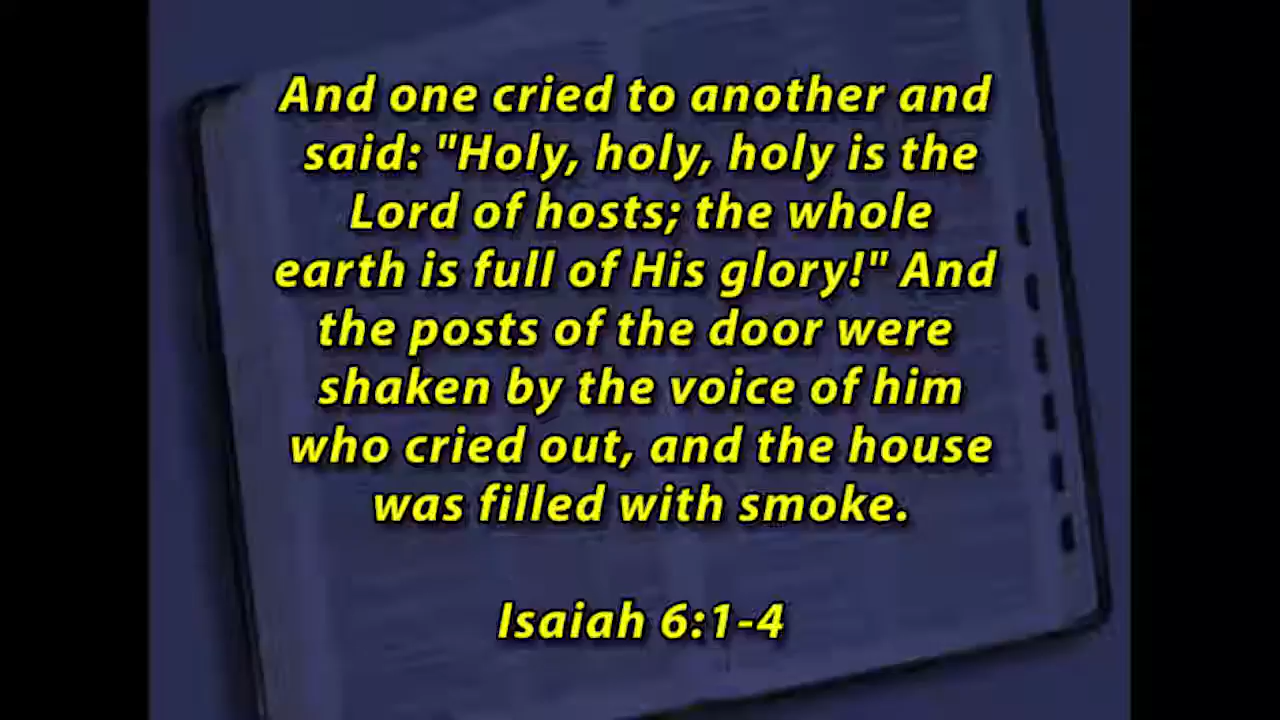 And one cried to another and
said: "Holy, holy, holy is the
Lord of hosts; the whole
earth is full of His glory!" And
the posts of the door were
shaken by the voice of him
who cried out, and the house
was filled with smoke.
Isaiah 6:1-4